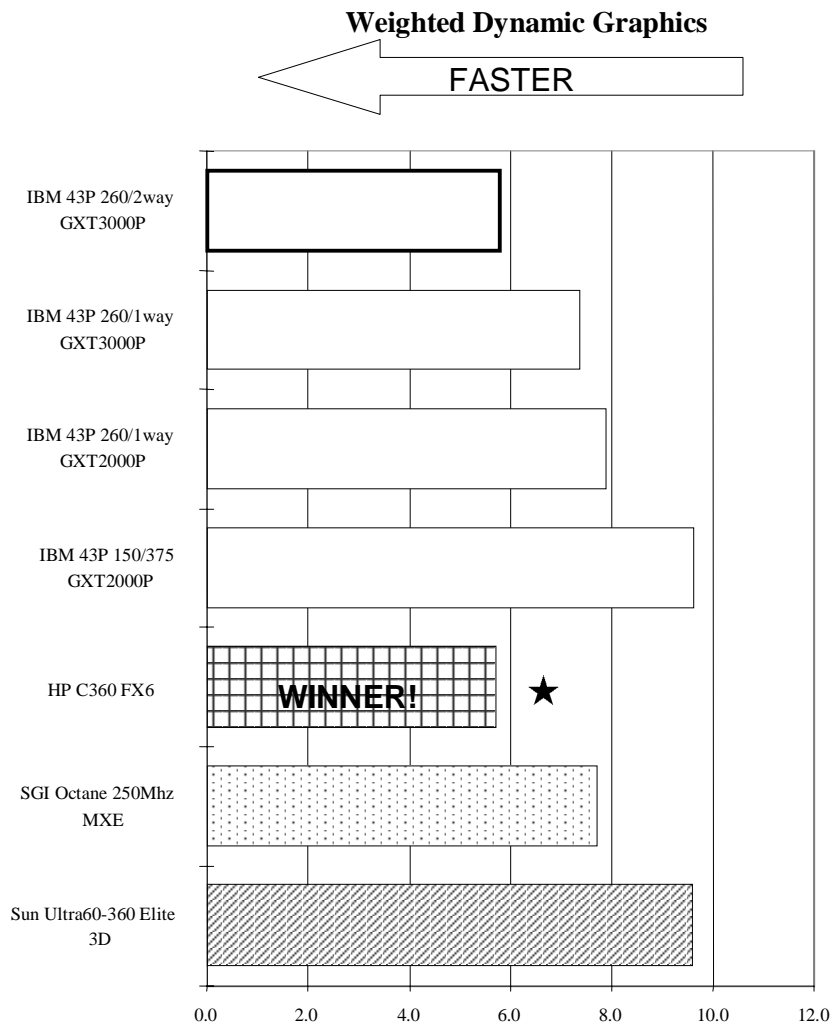 Weighted Dynamic Graphics
FASTER
IBM 43P 260/2way
GXT3000P
IBM 43P 260/1way
GXT3000P
IBM 43P 260/1way
GXT2000P
IBM 43P 150/375
GXT2000P
HP C360 FX6
WINNER!
SGI Octane 250Mhz
MXE
Sun Ultra60-360 Elite
3D
0.0 2.0 4.0 6.0 8.0 10.0 12.0